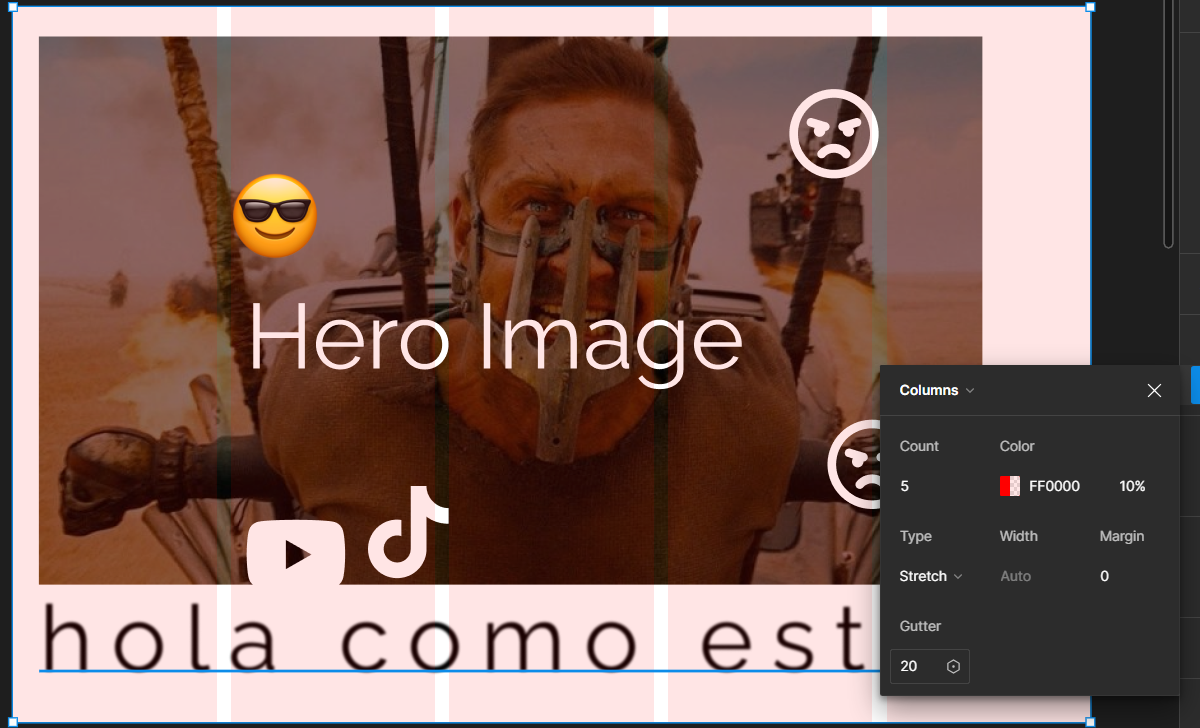 Hero Image
hola como est
Columns
Count Color
5 FF0000 10%
Type Width Margin
Stretch Auto 0
Gutter
20